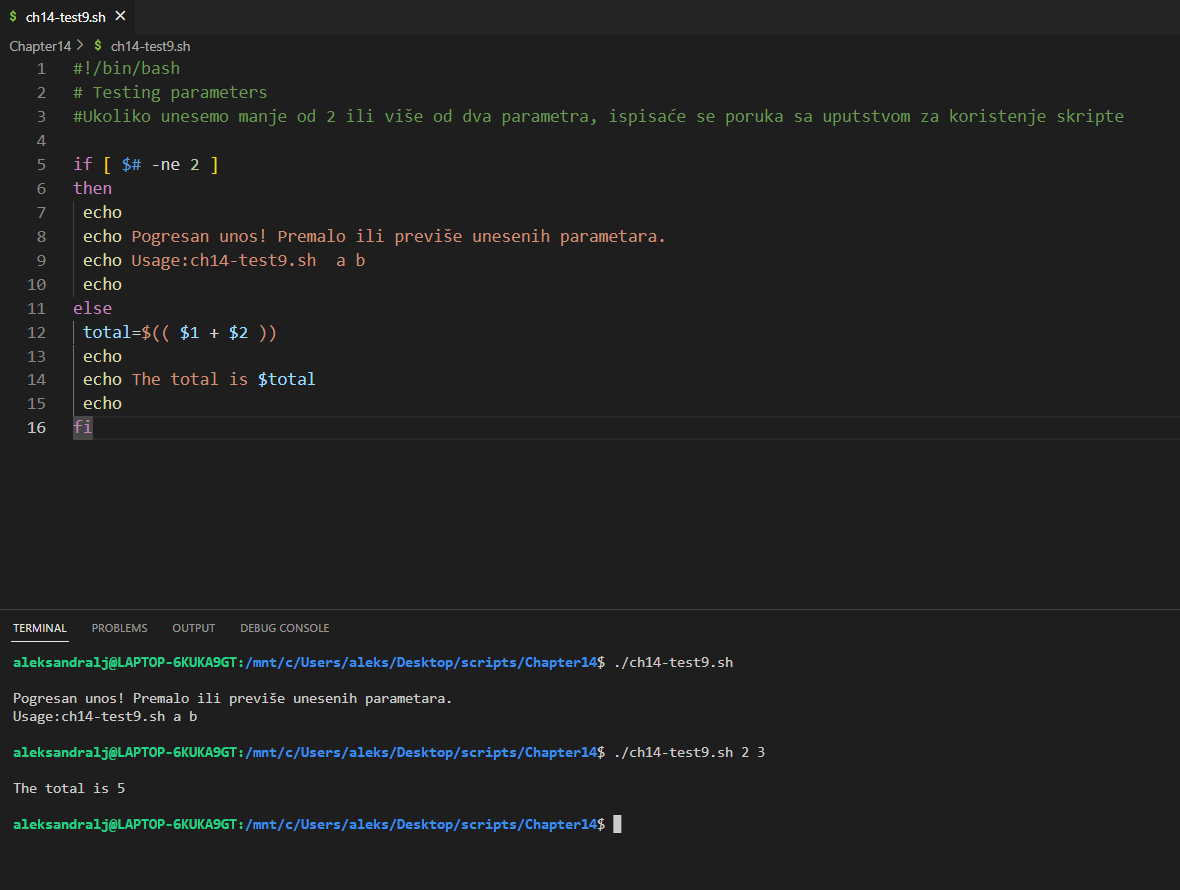 $ ch14-test9.sh ×
Chapter14 > $ ch14-test9.sh
1 #!/bin/bash
2 # Testing parameters
3 #Ukoliko unesemo manje od 2 ili više od dva parametra, ispisaće se poruka sa uputstvom za koristenje skripte
4
5 if [ $# -ne 2 ]
6 then
7 echo
8 echo Pogresan unos! Premalo ili previše unesenih parametara.
9 echo Usage:ch14-test9.sh  a b
10 echo
11 else
12 total=$(( $1 + $2 ))
13 echo
14 echo The total is $total
15 echo
16 fi
TERMINAL PROBLEMS OUTPUT DEBUG CONSOLE
aleksandralj@LAPTOP-6KUKA9GT:/mnt/c/Users/aleks/Desktop/scripts/Chapter14$ ./ch14-test9.sh
Pogresan unos! Premalo ili previše unesenih parametara.
Usage:ch14-test9.sh a b
aleksandralj@LAPTOP-6KUKA9GT:/mnt/c/Users/aleks/Desktop/scripts/Chapter14$ ./ch14-test9.sh 2 3
The total is 5
aleksandralj@LAPTOP-6KUKA9GT:/mnt/c/Users/aleks/Desktop/scripts/Chapter14$